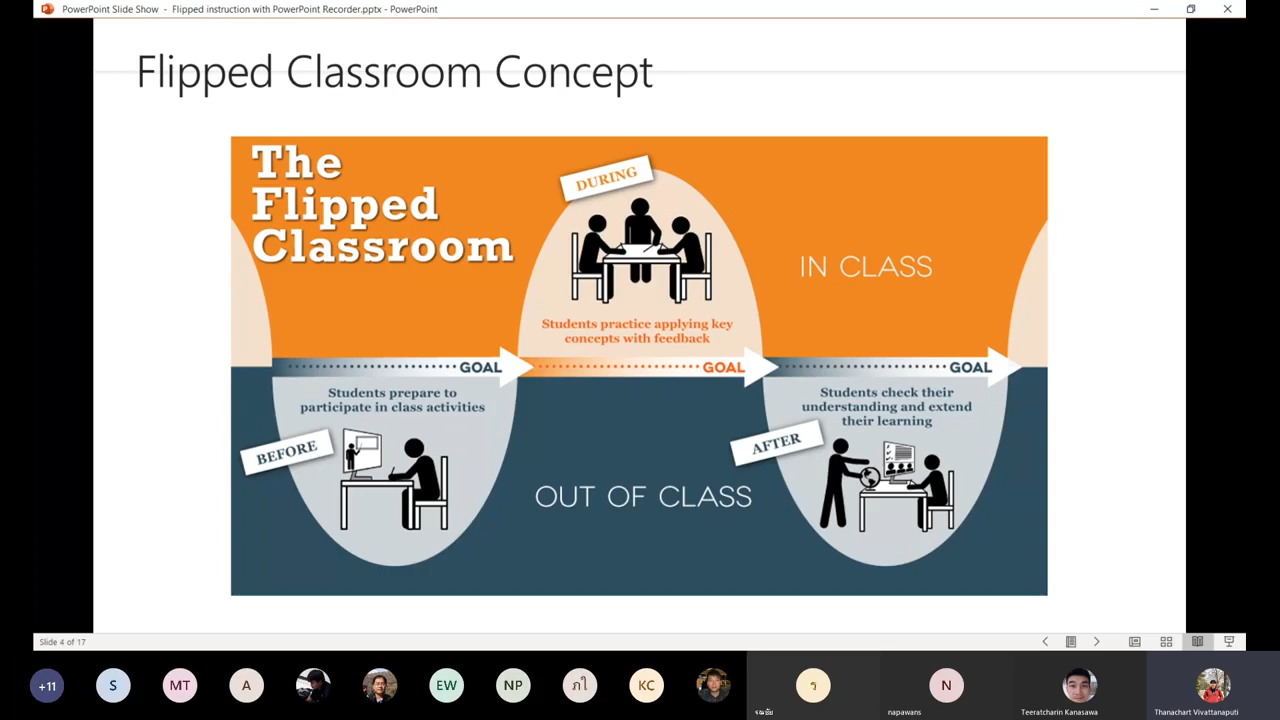 PowerPoint Slide Show - Flipped instruction with PowerPoint Recorder.pptx - PowerPoint
Flipped Classroom Concept
The
Flipped
Classroom
DURING
IN CLASS
Students practice applying key
concepts with feedback
GOAL
GOAL
GOAL
Students prepare to
participate in class activities
BEFORE
Students check their
understanding and extend
their learning
AFTER
OUT OF CLASS
Slide 4 of 17
+11
S
MT
A
EW
NP
ภใ
KC
ร
N
napawans
Teeratcharin Kanasawa
Thanachart Vivattanaputi